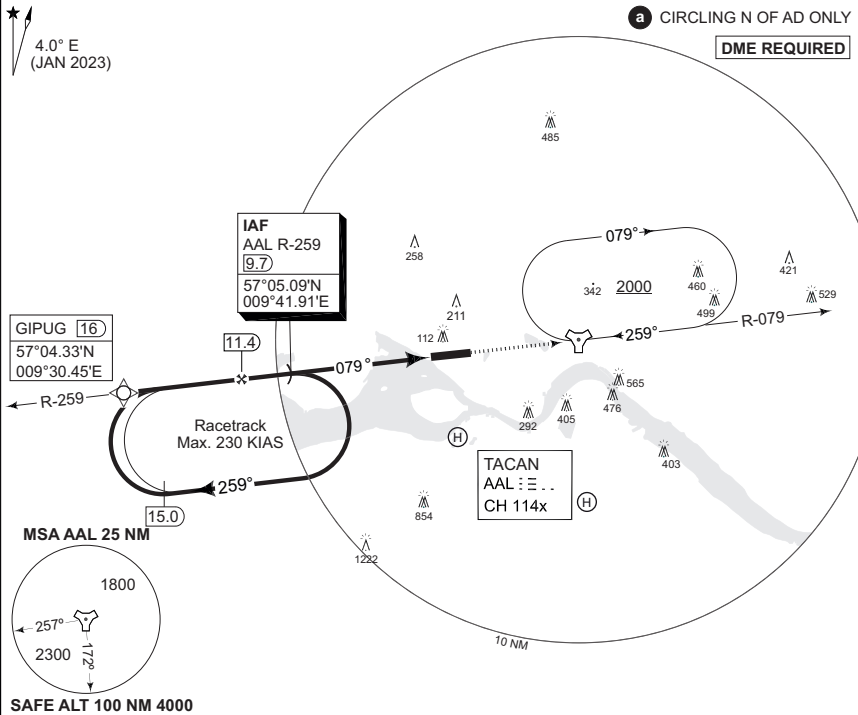 a CIRCLING N OF AD ONLY
DME REQUIRED
4.0° E
(JAN 2023)
485
IAF
AAL R-259
9.7
57°05.09'N
009°41.91'E
258
079°
421
342
2000
460
529
499
211
112
259°
R-079
GIPUG 16
57°04.33'N
009°30.45'E
11.4
079°
R-259
565
476
292
405
Racetrack
Max. 230 KIAS
H
403
TACAN
AAL
CH 114x
H
259°
15.0
854
1222
MSA AAL 25 NM
1800
257°
2300
172°
10 NM
SAFE ALT 100 NM 4000